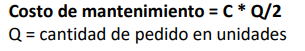 Costo de mantenimiento = C * Q/2
Q = cantidad de pedido en unidades